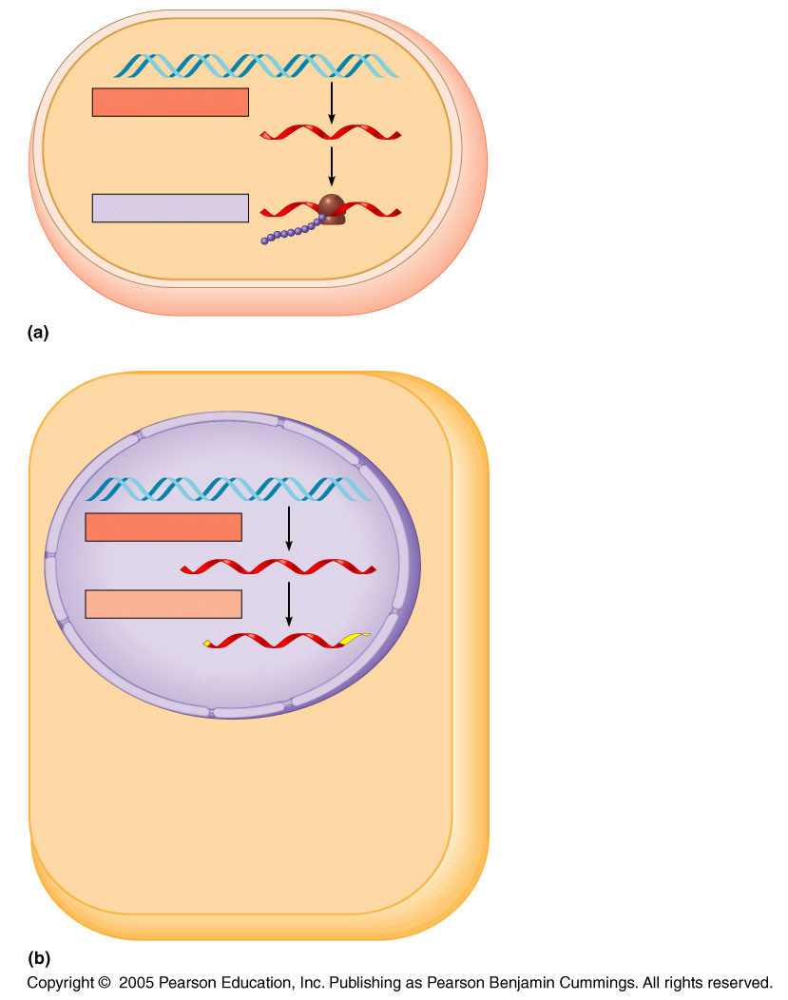 (a)
(b)
Copyright © 2005 Pearson Education, Inc. Publishing as Pearson Benjamin Cummings. All rights reserved.